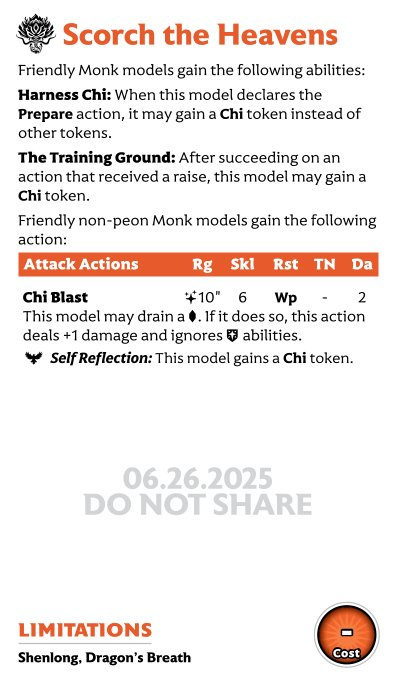 Scorch the Heavens
Friendly Monk models gain the following abilities:
Harness Chi: When this model declares the
Prepare action, it may gain a Chi token instead of
other tokens.
The Training Ground: After succeeding on an
action that received a raise, this model may gain a
Chi token.
Friendly non-peon Monk models gain the following
action:
Attack Actions Rg Skl Rst TN Da
Chi Blast 10" 6 Wp - 2
This model may drain a . If it does so, this action
deals +1 damage and ignores abilities.
Self Reflection: This model gains a Chi token.
06.26.2025
DO NOT SHARE
LIMITATIONS
Shenlong, Dragon's Breath
-
Cost